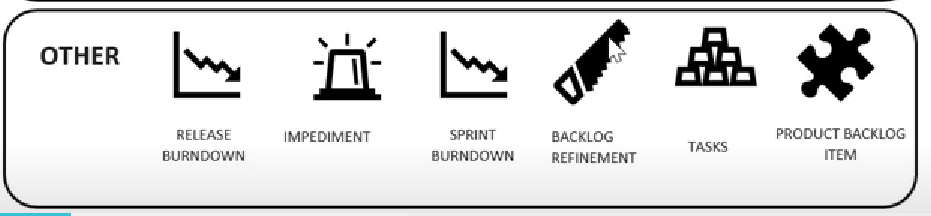 OTHER
RELEASE
BURNDOWN
IMPEDIMENT
SPRINT
BURNDOWN
BACKLOG
REFINEMENT
TASKS
PRODUCT BACKLOG
ITEM